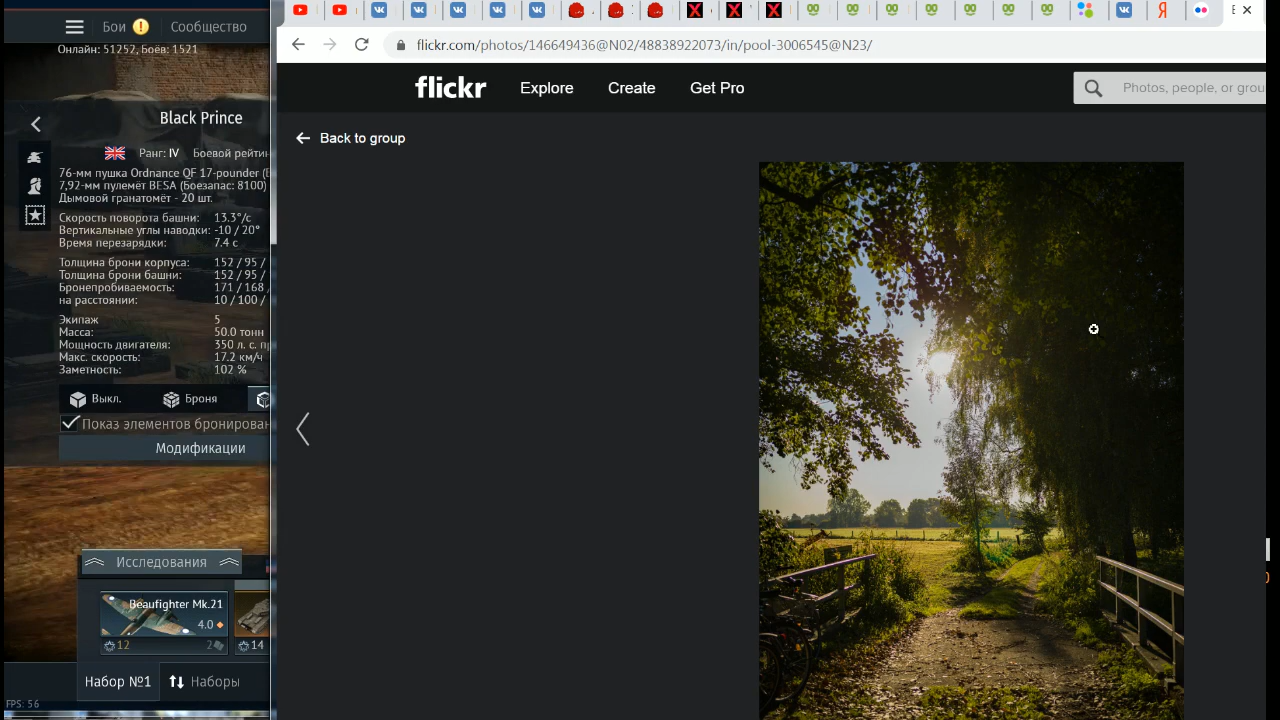 Бои
Сообщество
Онлайн: 51252, Боёв: 1521
Black Prince
Ранг: IV Боевой рейтин
76-мм пушка Ordnance QF 17-pounder (Б
7,92-мм пулемёт BESA (Боезапас: 8100)
Дымовой гранатомёт - 20 шт.
Скорость поворота башни: 13.3°/с
Вертикальные углы наводки: -10 / 20°
Время перезарядки: 7.4 с
Толщина брони корпуса: 152 / 95 /
Толщина брони башни: 152 / 95 /
Бронепробиваемость: 171 / 168 /
на расстоянии: 10 / 100 /
Экипаж 5
Масса: 50.0 тонн
Мощность двигателя: 350 л. с. п
Макс. скорость: 17.2 км/ч
Заметность: 102 %
Выкл.
Броня
Показ элементов бронирован
Модификации
Исследования
Beaufighter Mk.21
4.0
12
2
14
Набор №1
Наборы
FPS: 56
flickr.com/photos/146649436@N02/48838922073/in/pool-3006545@N23/
flickr
Explore
Create
Get Pro
Photos, people, or grou
Back to group